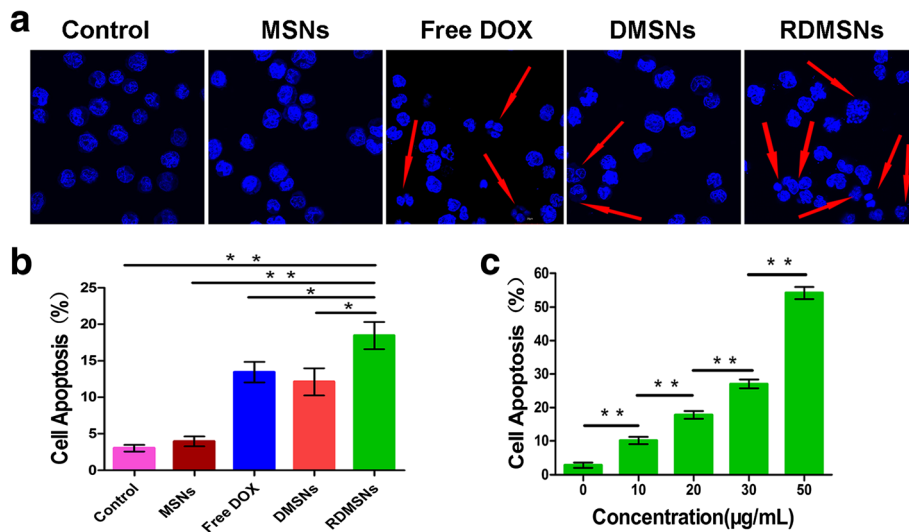 a
Control MSNs Free DOX DMSNs RDMSNs
b
Cell Apoptosis (%)
25
20
15
10
5
0
* *
* *
*
*
Control MSNs Free DOX DMSNs RDMSNs
c
Cell Apoptosis (%)
60
50
40
30
20
10
0
* *
* *
* *
* *
0 10 20 30 50
Concentration(μg/mL)